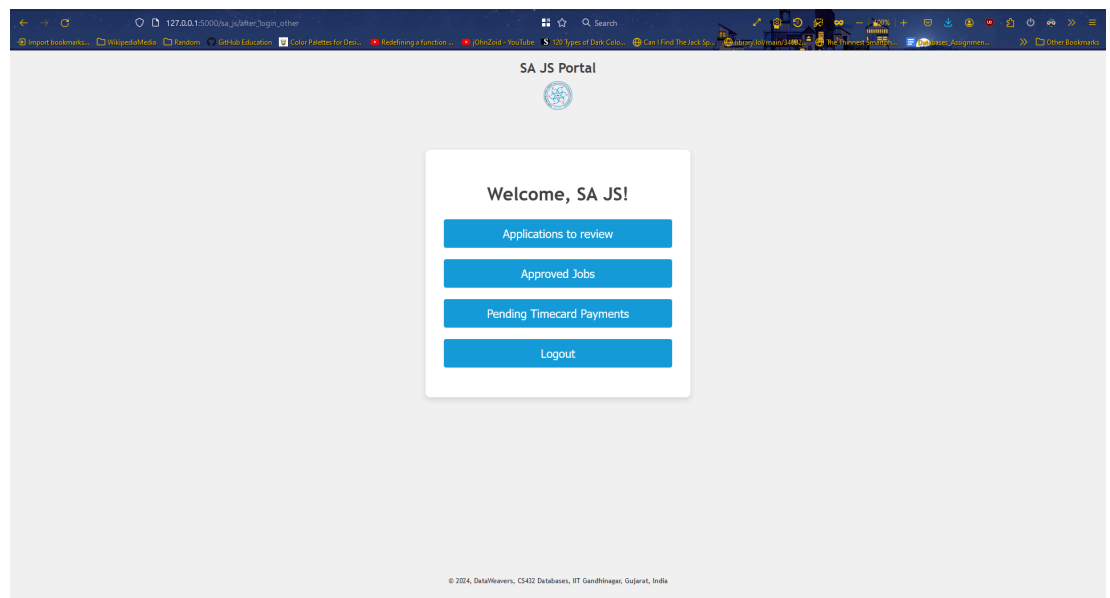 127.0.0.1:5000/sa_js/after_login_other
Search
Import bookmarks... WikipediaMedia Random GitHub Education Color Palettes for Desi... Redefining a function ... jOhnZoid - YouTube 120 Types of Dark Colo... Can I Find The Jack Sp... The Thinnest Smartph... Other Bookmarks
SA JS Portal
Welcome, SA JS!
Applications to review
Approved Jobs
Pending Timecard Payments
Logout
© 2024, DataWeavers, CS432 Databases, IIT Gandhinagar, Gujarat, India